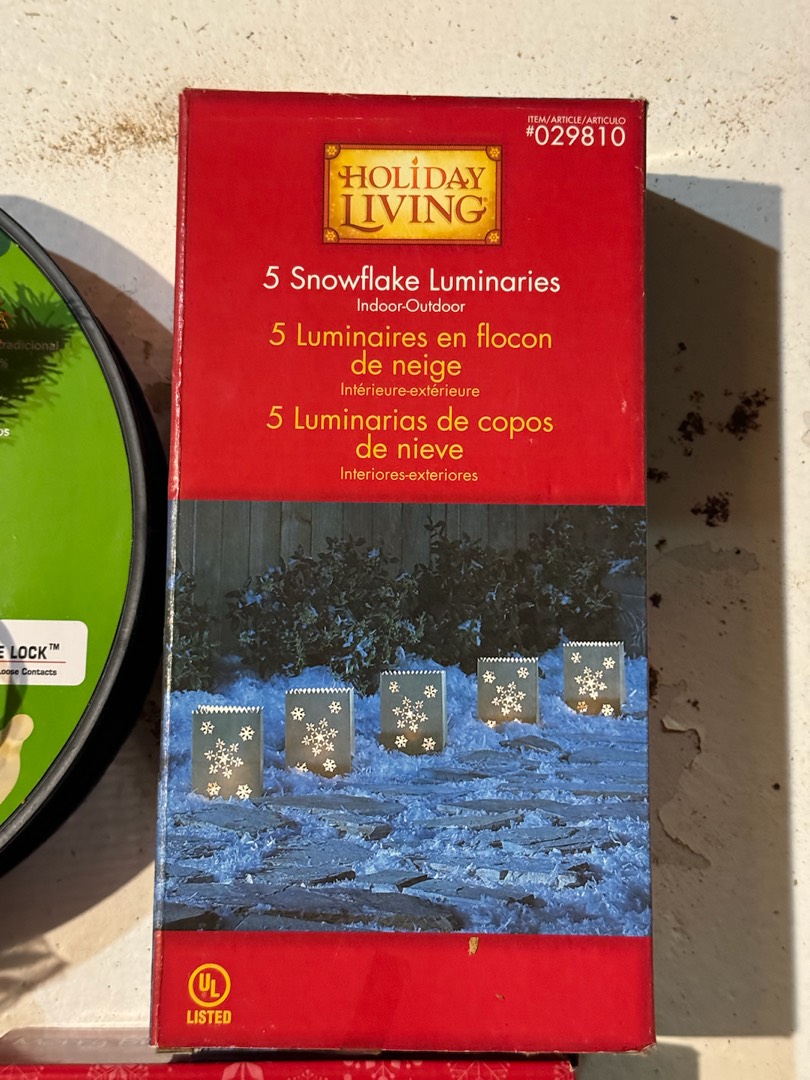 ITEM/ARTICLE/ARTICULO
#029810
HOLIDAY
LIVING®
5 Snowflake Luminaries
Indoor-Outdoor
5 Luminaires en flocon
de neige
Intérieure-extérieure
5 Luminarias de copos
de nieve
Interiores-exteriores
UL
LISTED
tradicional
E LOCK™
Loose Contacts